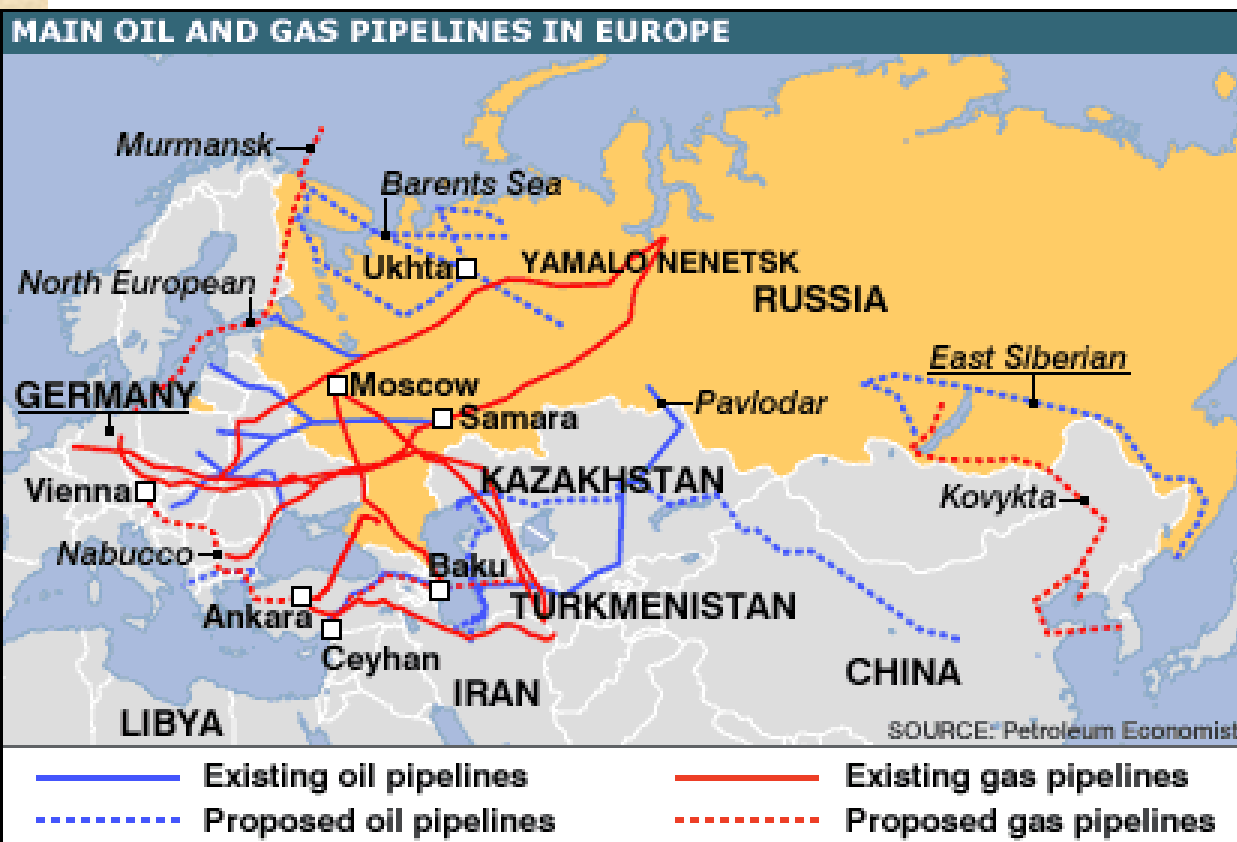 MAIN OIL AND GAS PIPELINES IN EUROPE
Murmansk
Barents Sea
Ukhta
YAMALO NENETSK
North European
RUSSIA
East Siberian
GERMANY
Moscow
Pavlodar
Samara
Vienna
KAZAKHSTAN
Kovykta
Nabucco
Baku
Ankara
TURKMENISTAN
Ceyhan
CHINA
IRAN
LIBYA
SOURCE: Petroleum Economist
Existing oil pipelines
Existing gas pipelines
Proposed oil pipelines
Proposed gas pipelines